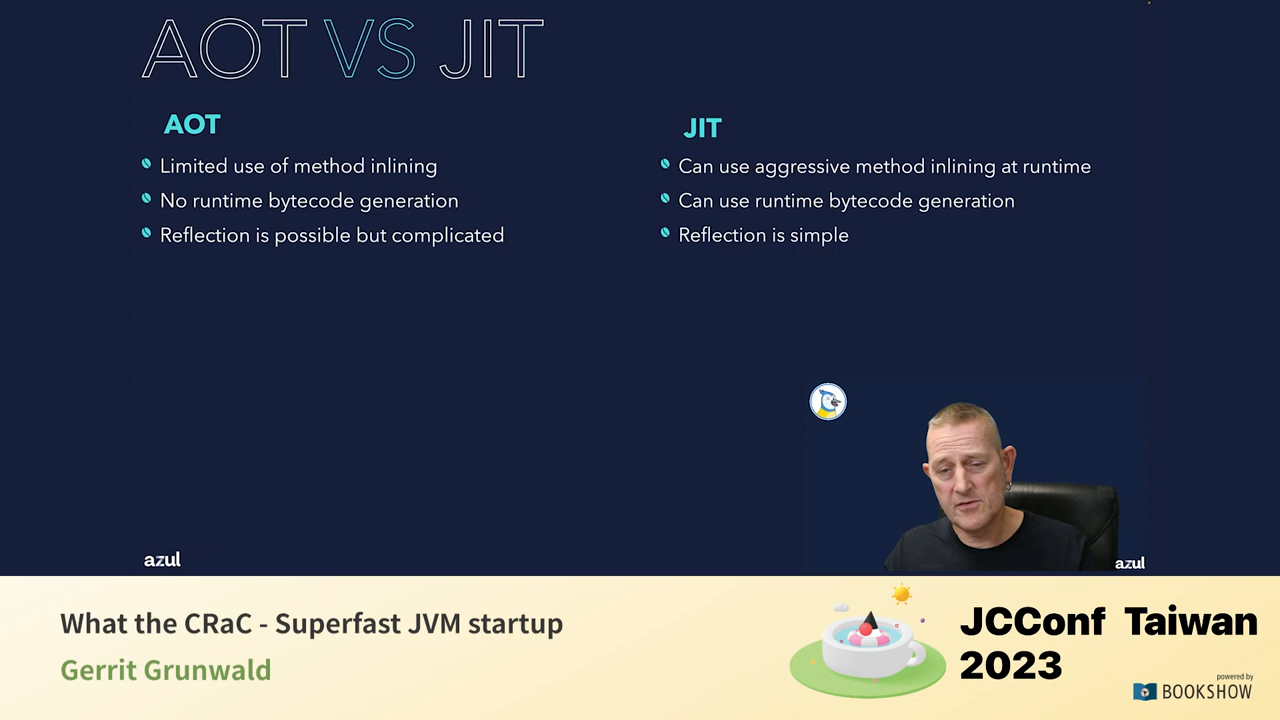 AOT VS JIT
AOT
Limited use of method inlining
No runtime bytecode generation
Reflection is possible but complicated
JIT
Can use aggressive method inlining at runtime
Can use runtime bytecode generation
Reflection is simple
azul
azul
What the CRaC - Superfast JVM startup
Gerrit Grunwald
JCConf Taiwan
2023
powered by
BOOKSHOW